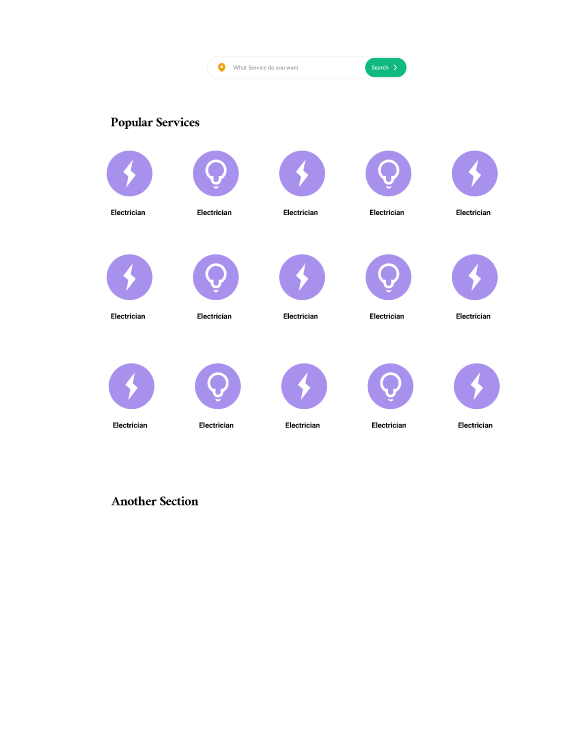 What Service do you want
Search
Popular Services
Electrician Electrician Electrician Electrician Electrician
Electrician Electrician Electrician Electrician Electrician
Electrician Electrician Electrician Electrician Electrician
Another Section